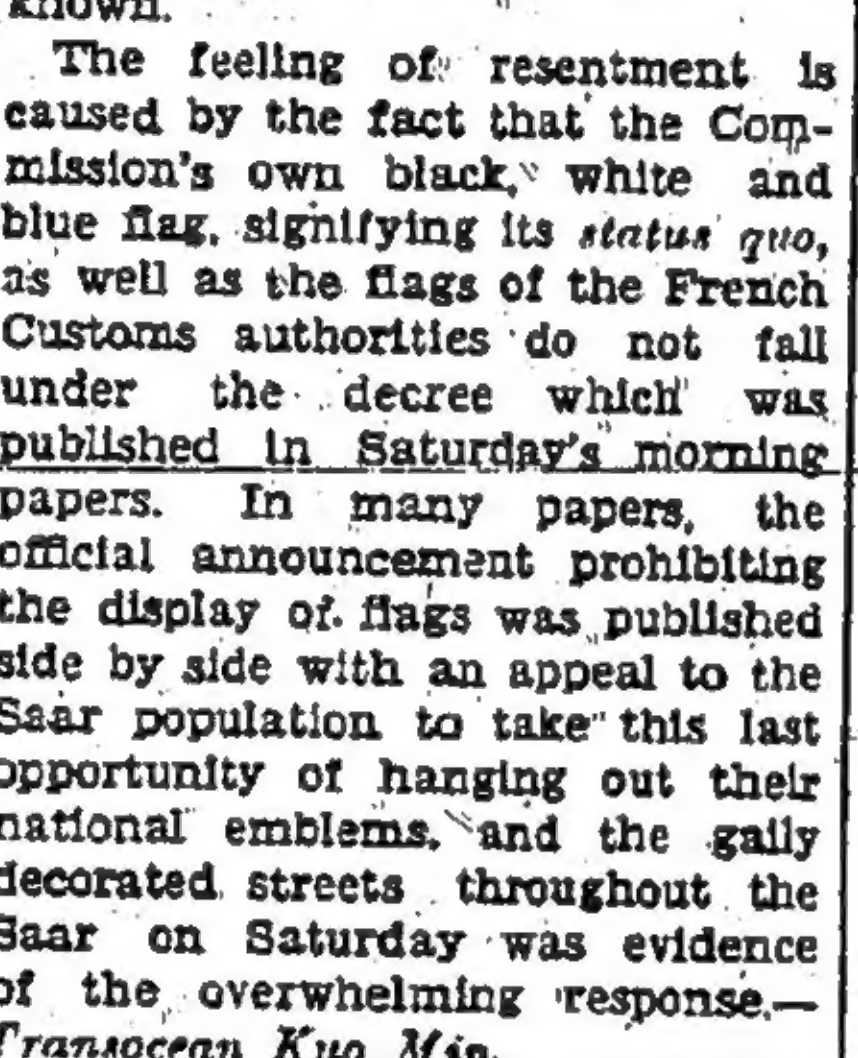 known.
The feeling of resentment is
caused by the fact that the Com-
mission's own black, white and
blue flag, signifying its status quo,
as well as the flags of the French
Customs authorities do not fall
under the decree which was
published in Saturday's morning
papers. In many papers, the
official announcement prohibiting
the display of flags was published
side by side with an appeal to the
Saar population to take this last
opportunity of hanging out their
national emblems, and the gaily
decorated streets throughout the
Saar on Saturday was evidence
of the overwhelming response.—
Transocean Kuo Min.